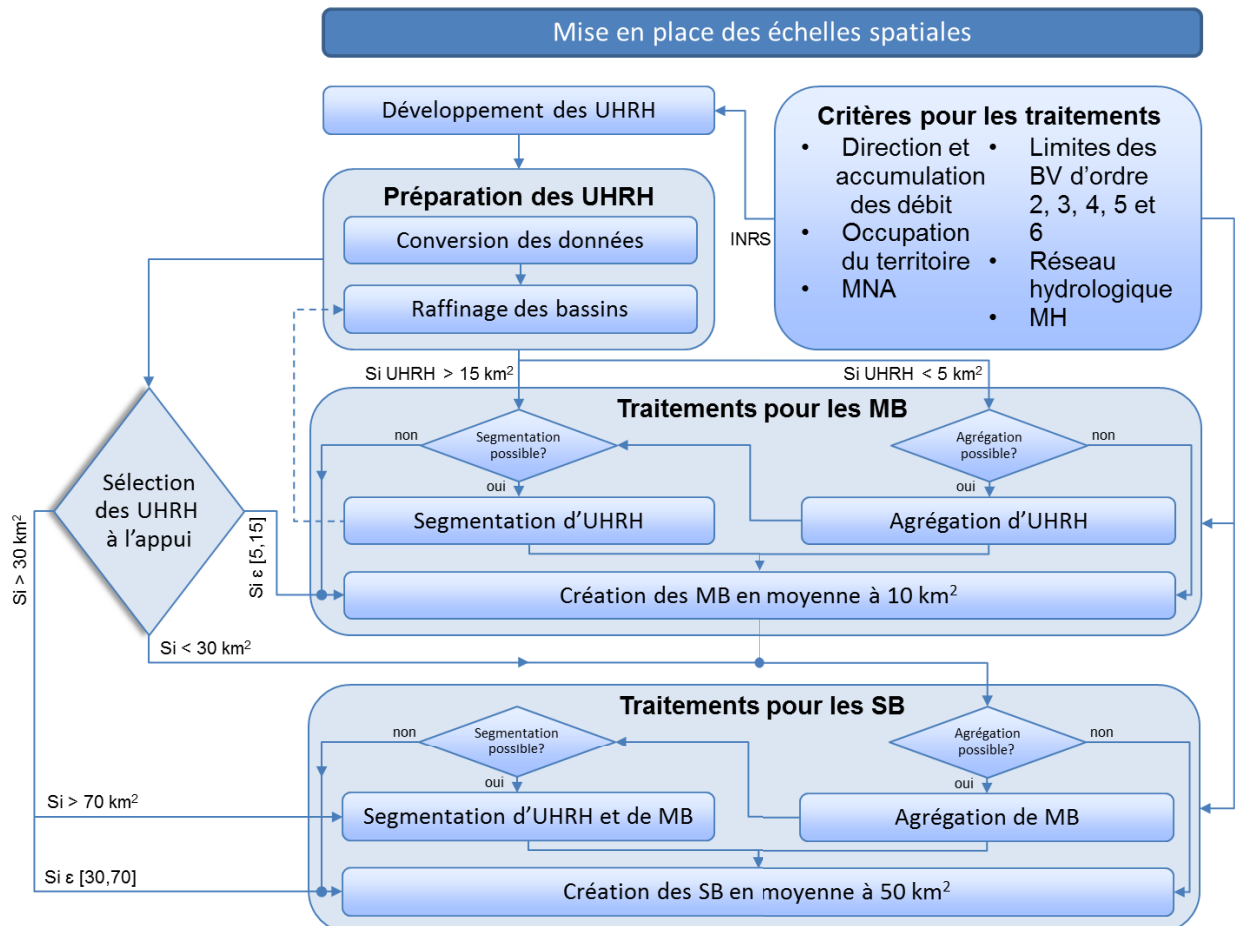 Mise en place des échelles spatiales
Développement des UHRH
Critères pour les traitements
• Direction et
accumulation
des débit
• Occupation
du territoire
• MNA
• Limites des
BV d'ordre
2, 3, 4, 5 et
6
• Réseau
hydrologique
• MH
INRS
Préparation des UHRH
Conversion des données
Raffinage des bassins
Si UHRH > 15 km²
Si UHRH < 5 km²
Traitements pour les MB
non
Segmentation
possible?
Agrégation
possible?
non
oui
oui
Segmentation d'UHRH
Agrégation d'UHRH
Création des MB en moyenne à 10 km²
Sélection
des UHRH
à l'appui
Si > 30 km²
Si ε [5,15]
Si < 30 km²
Traitements pour les SB
non
Segmentation
possible?
Agrégation
possible?
non
oui
oui
Si > 70 km²
Segmentation d'UHRH et de MB
Agrégation de MB
Si ε [30,70]
Création des SB en moyenne à 50 km²